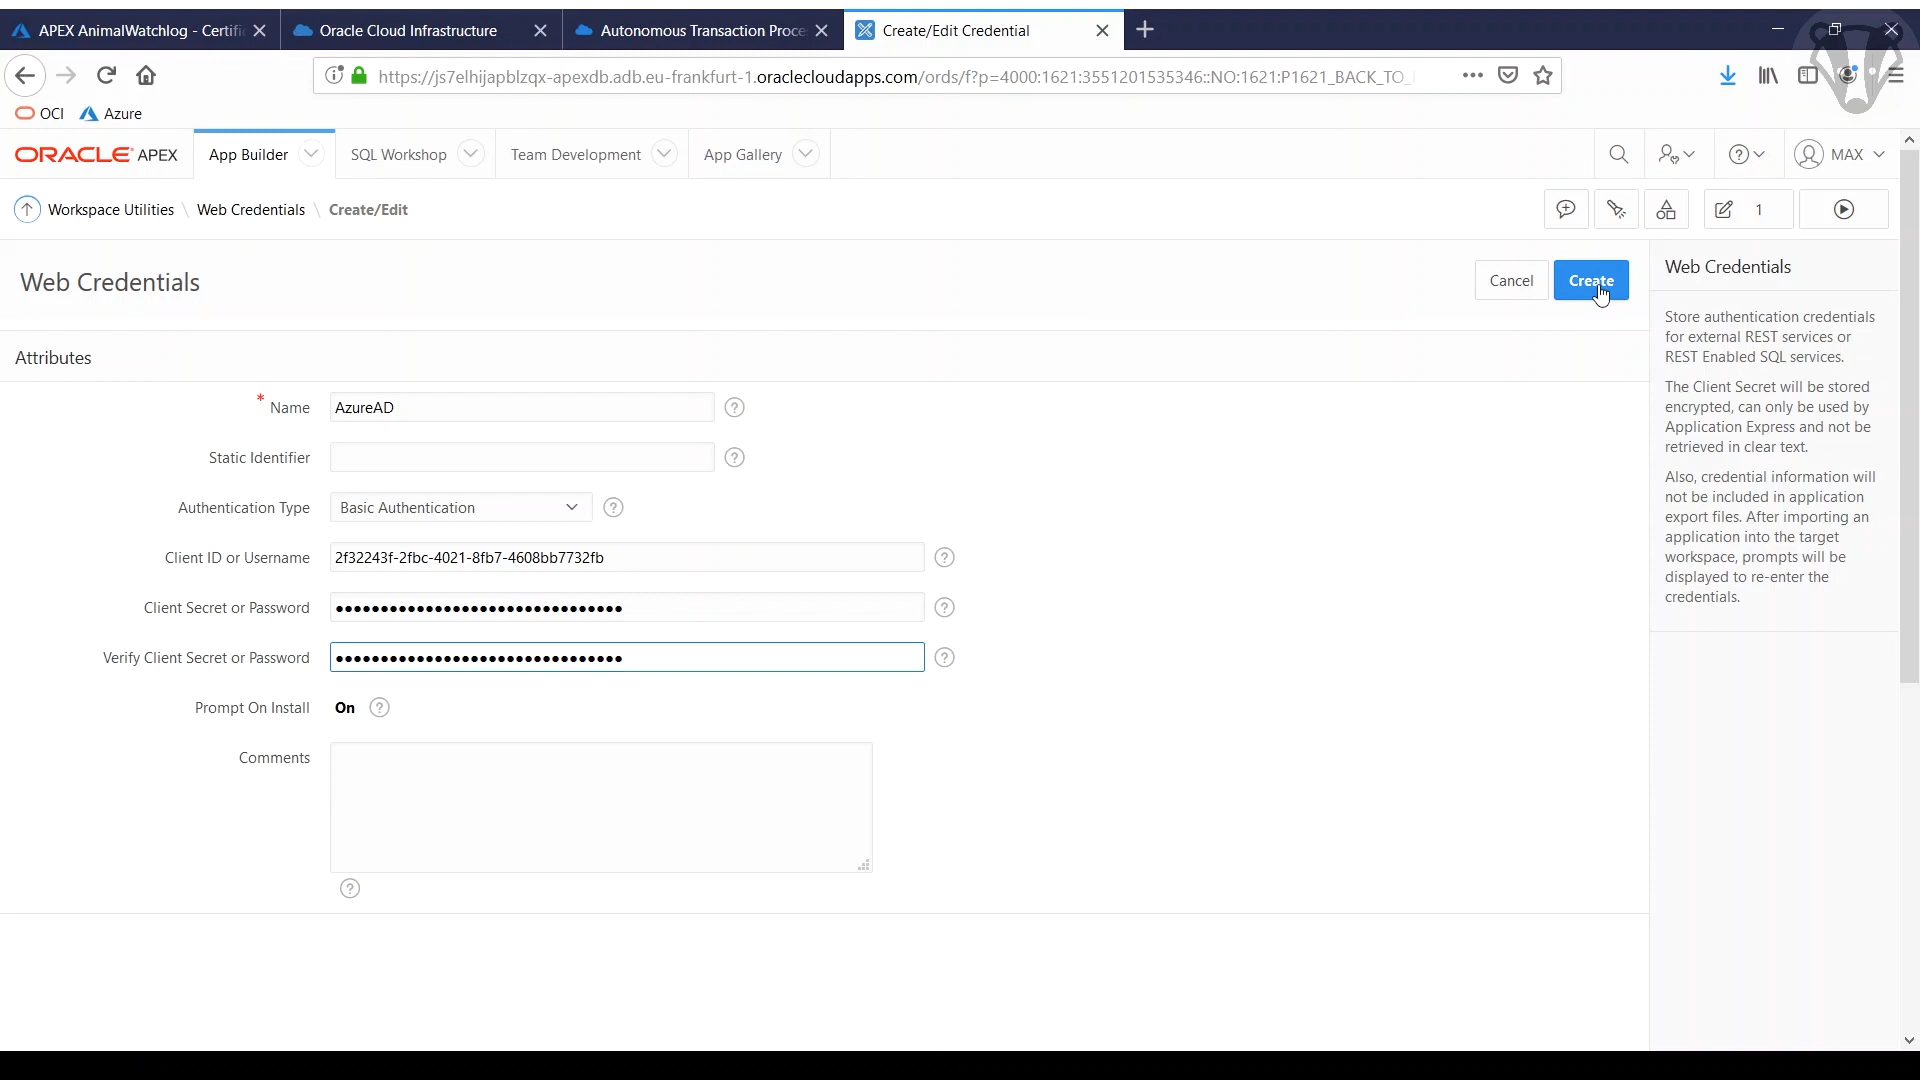 APEX AnimalWatchlog - Certific
Oracle Cloud Infrastructure
Autonomous Transaction Proce
Create/Edit Credential
https://js7elhijapblzqx-apexdb.adb.eu-frankfurt-1.oraclecloudapps.com/ords/f?p=4000:1621:3551201535346::NO:1621:P1621_BACK_TO_
OCI Azure
ORACLE APEX App Builder SQL Workshop Team Development App Gallery MAX
Workspace Utilities \ Web Credentials \ Create/Edit 1
Web Credentials
Cancel Create
Attributes
* Name AzureAD
Static Identifier
Authentication Type Basic Authentication
Client ID or Username 2f32243f-2fbc-4021-8fb7-4608bb7732fb
Client Secret or Password ••••••••••••••••••••••••••••••••
Verify Client Secret or Password ••••••••••••••••••••••••••••••••
Prompt On Install On
Comments
Web Credentials
Store authentication credentials
for external REST services or
REST Enabled SQL services.
The Client Secret will be stored
encrypted, can only be used by
Application Express and not be
retrieved in clear text.
Also, credential information will
not be included in application
export files. After importing an
application into the target
workspace, prompts will be
displayed to re-enter the
credentials.